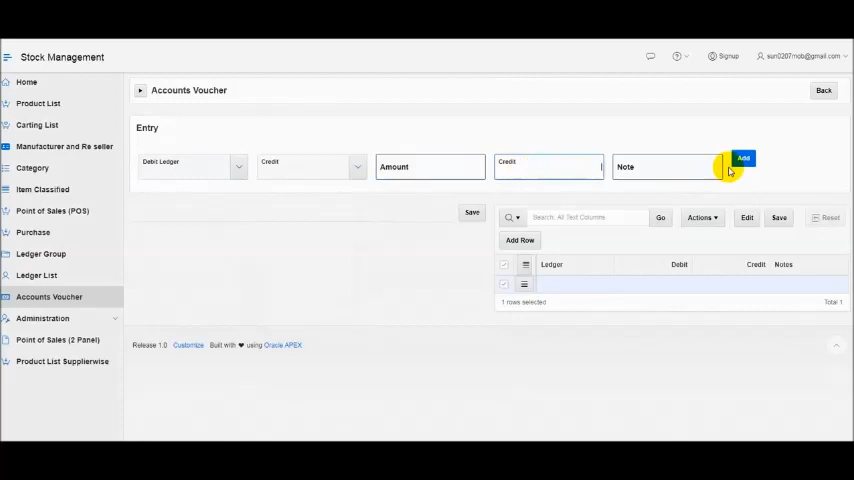 Stock Management
Signup
sun0207mob@gmail.com
Home
Product List
Carting List
Manufacturer and Re seller
Category
Item Classified
Point of Sales (POS)
Purchase
Ledger Group
Ledger List
Accounts Voucher
Administration
Point of Sales (2 Panel)
Product List Supplierwise
Accounts Voucher
Back
Entry
Debit Ledger
Credit
Amount
Credit
Note
Add
Save
Search: All Text Columns
Go
Actions
Edit
Save
Reset
Add Row
Ledger Debit Credit Notes
1 rows selected
Total 1
Release 1.0 Customize Built with ♥ using Oracle APEX